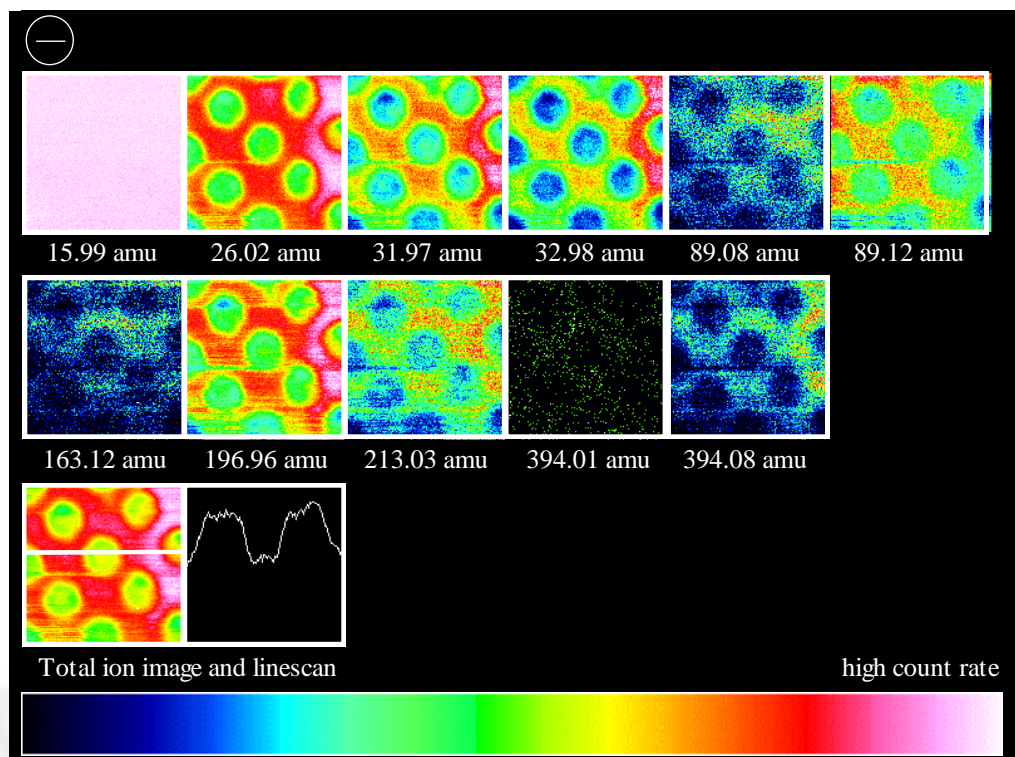 15.99 amu 26.02 amu 31.97 amu 32.98 amu 89.08 amu 89.12 amu
163.12 amu 196.96 amu 213.03 amu 394.01 amu 394.08 amu
Total ion image and linescan high count rate